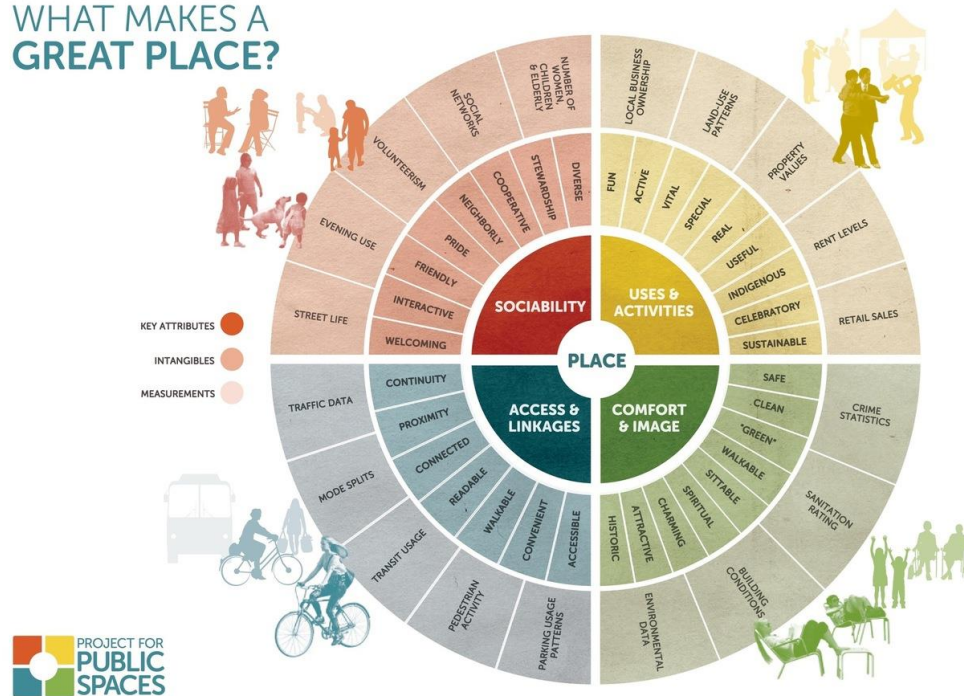 WHAT MAKES A
GREAT PLACE?
KEY ATTRIBUTES
INTANGIBLES
MEASUREMENTS
PLACE
SOCIABILITY
DIVERSE
STEWARDSHIP
COOPERATIVE
NEIGHBORLY
PRIDE
FRIENDLY
INTERACTIVE
WELCOMING
NUMBER OF
WOMEN,
CHILDREN
& ELDERLY
SOCIAL
NETWORKS
VOLUNTEERISM
EVENING USE
STREET LIFE
USES &
ACTIVITIES
FUN
ACTIVE
VITAL
SPECIAL
REAL
USEFUL
INDIGENOUS
CELEBRATORY
SUSTAINABLE
LOCAL BUSINESS
OWNERSHIP
LAND-USE
PATTERNS
PROPERTY
VALUES
RENT LEVELS
RETAIL SALES
ACCESS &
LINKAGES
CONTINUITY
PROXIMITY
CONNECTED
READABLE
WALKABLE
CONVENIENT
ACCESSIBLE
TRAFFIC DATA
MODE SPLITS
TRANSIT USAGE
PEDESTRIAN
ACTIVITY
PARKING USAGE
PATTERNS
COMFORT
& IMAGE
SAFE
CLEAN
"GREEN"
WALKABLE
SITTABLE
SPIRITUAL
CHARMING
ATTRACTIVE
HISTORIC
CRIME
STATISTICS
SANITATION
RATING
BUILDING
CONDITIONS
ENVIRONMENTAL
DATA
PROJECT FOR
PUBLIC
SPACES